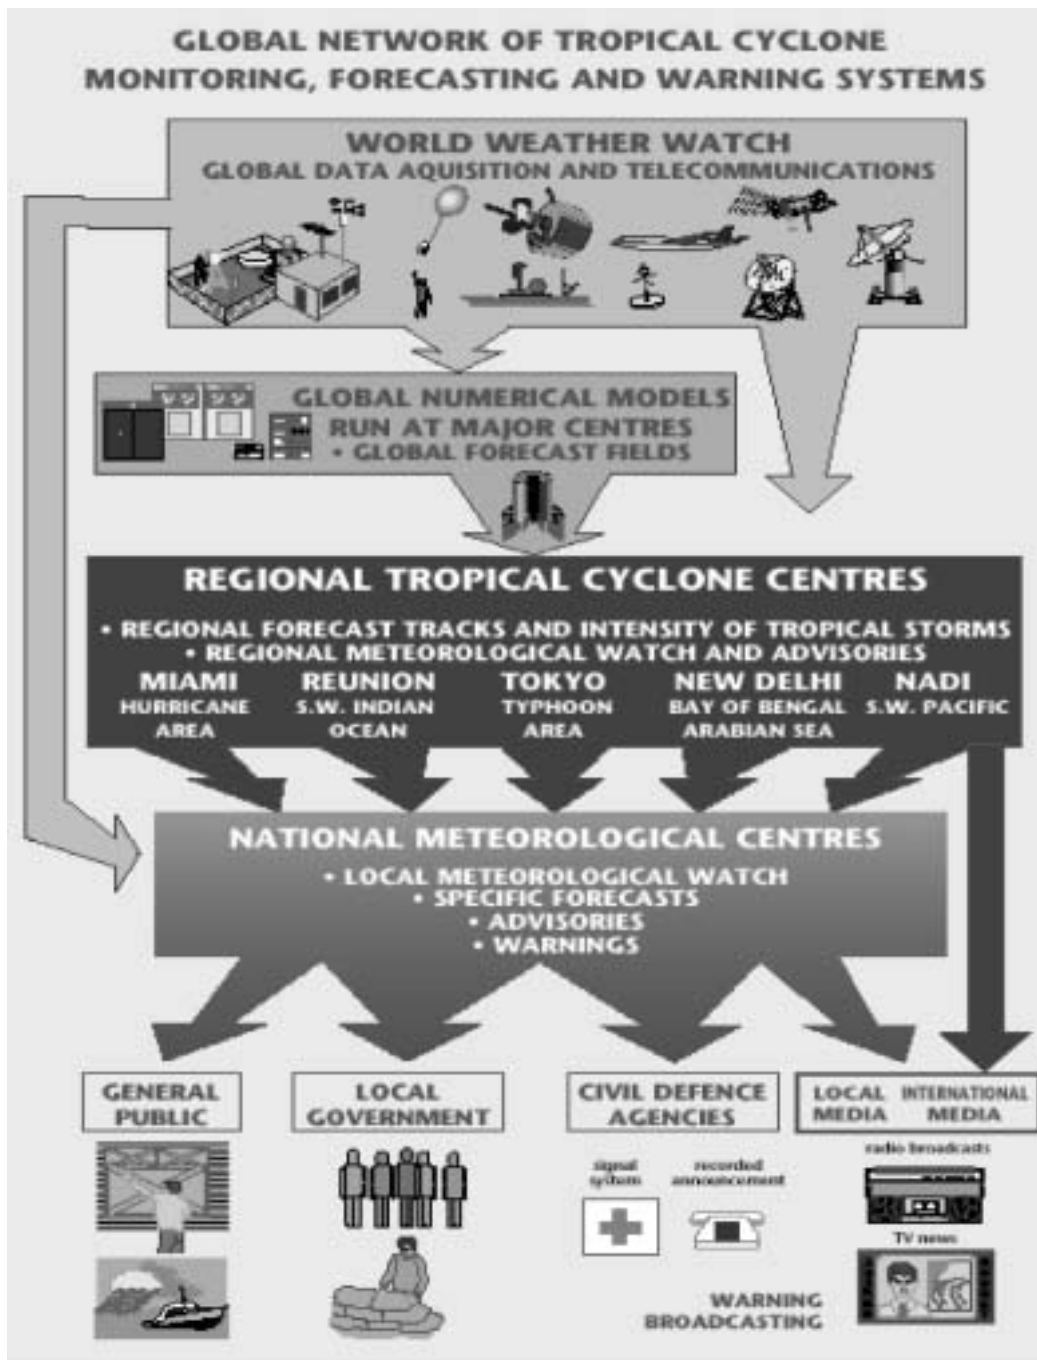 GLOBAL NETWORK OF TROPICAL CYCLONE
MONITORING, FORECASTING AND WARNING SYSTEMS
WORLD WEATHER WATCH
GLOBAL DATA AQUISITION AND TELECOMMUNICATIONS
GLOBAL NUMERICAL MODELS
RUN AT MAJOR CENTRES
• GLOBAL FORECAST FIELDS
REGIONAL TROPICAL CYCLONE CENTRES
• REGIONAL FORECAST TRACKS AND INTENSITY OF TROPICAL STORMS
• REGIONAL METEOROLOGICAL WATCH AND ADVISORIES
MIAMI
HURRICANE
AREA
REUNION
S.W. INDIAN
OCEAN
TOKYO
TYPHOON
AREA
NEW DELHI
BAY OF BENGAL
ARABIAN SEA
NADI
S.W. PACIFIC
NATIONAL METEOROLOGICAL CENTRES
• LOCAL METEOROLOGICAL WATCH
• SPECIFIC FORECASTS
• ADVISORIES
• WARNINGS
GENERAL
PUBLIC
LOCAL
GOVERNMENT
CIVIL DEFENCE
AGENCIES
LOCAL
MEDIA
INTERNATIONAL
MEDIA
signal
system
recorded
announcement
radio broadcasts
TV news
WARNING
BROADCASTING